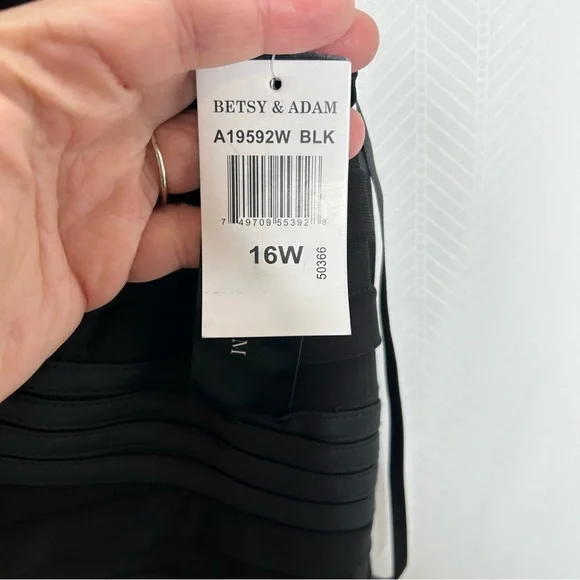 BETSY & ADAM
A19592W BLK
7 49709 55392 8
16W
50366
M